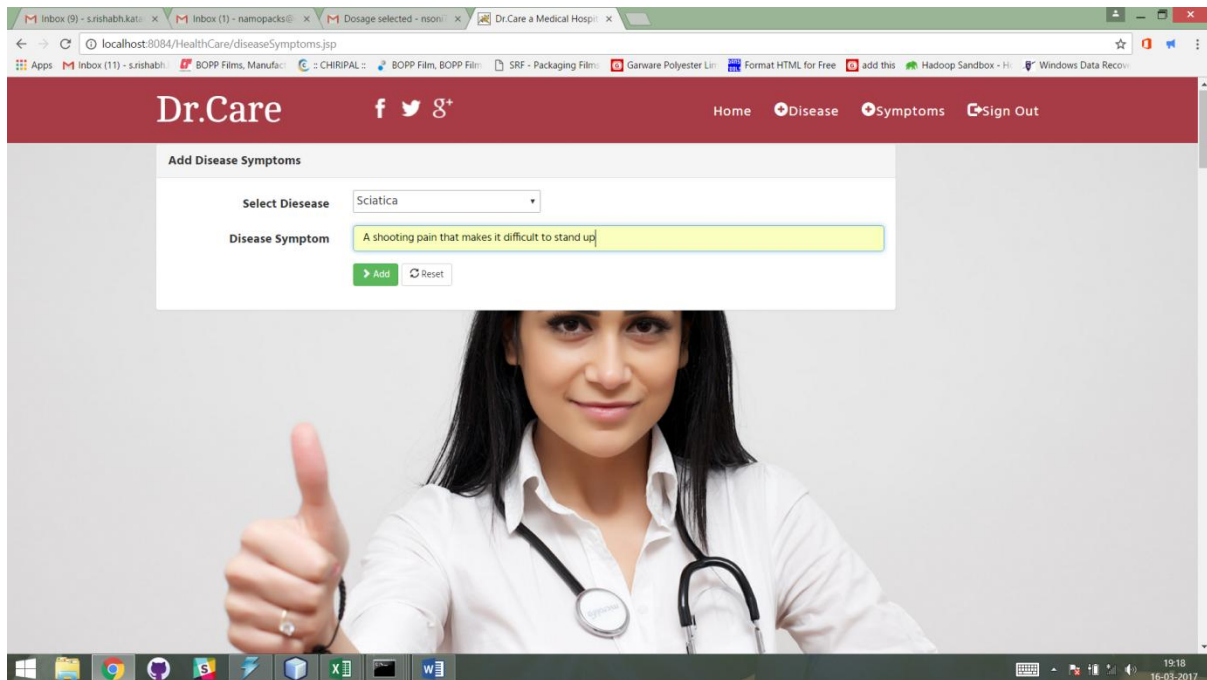 Inbox (9) - s.rishabh.kata
Inbox (1) - namopacks@
Dosage selected - nsoni
Dr.Care a Medical Hospit
localhost:8084/HealthCare/diseaseSymptoms.jsp
Apps
Inbox (11) - s.rishabh
BOPP Films, Manufac
:: CHIRIPAL ::
BOPP Film, BOPP Film
SRF - Packaging Films
Garware Polyester Lim
Format HTML for Free
add this
Hadoop Sandbox - Ho
Windows Data Recov
Dr.Care
Home
Disease
Symptoms
Sign Out
Add Disease Symptoms
Select Diesease
Sciatica
Disease Symptom
A shooting pain that makes it difficult to stand up
Add
Reset
19:18
16-03-2017